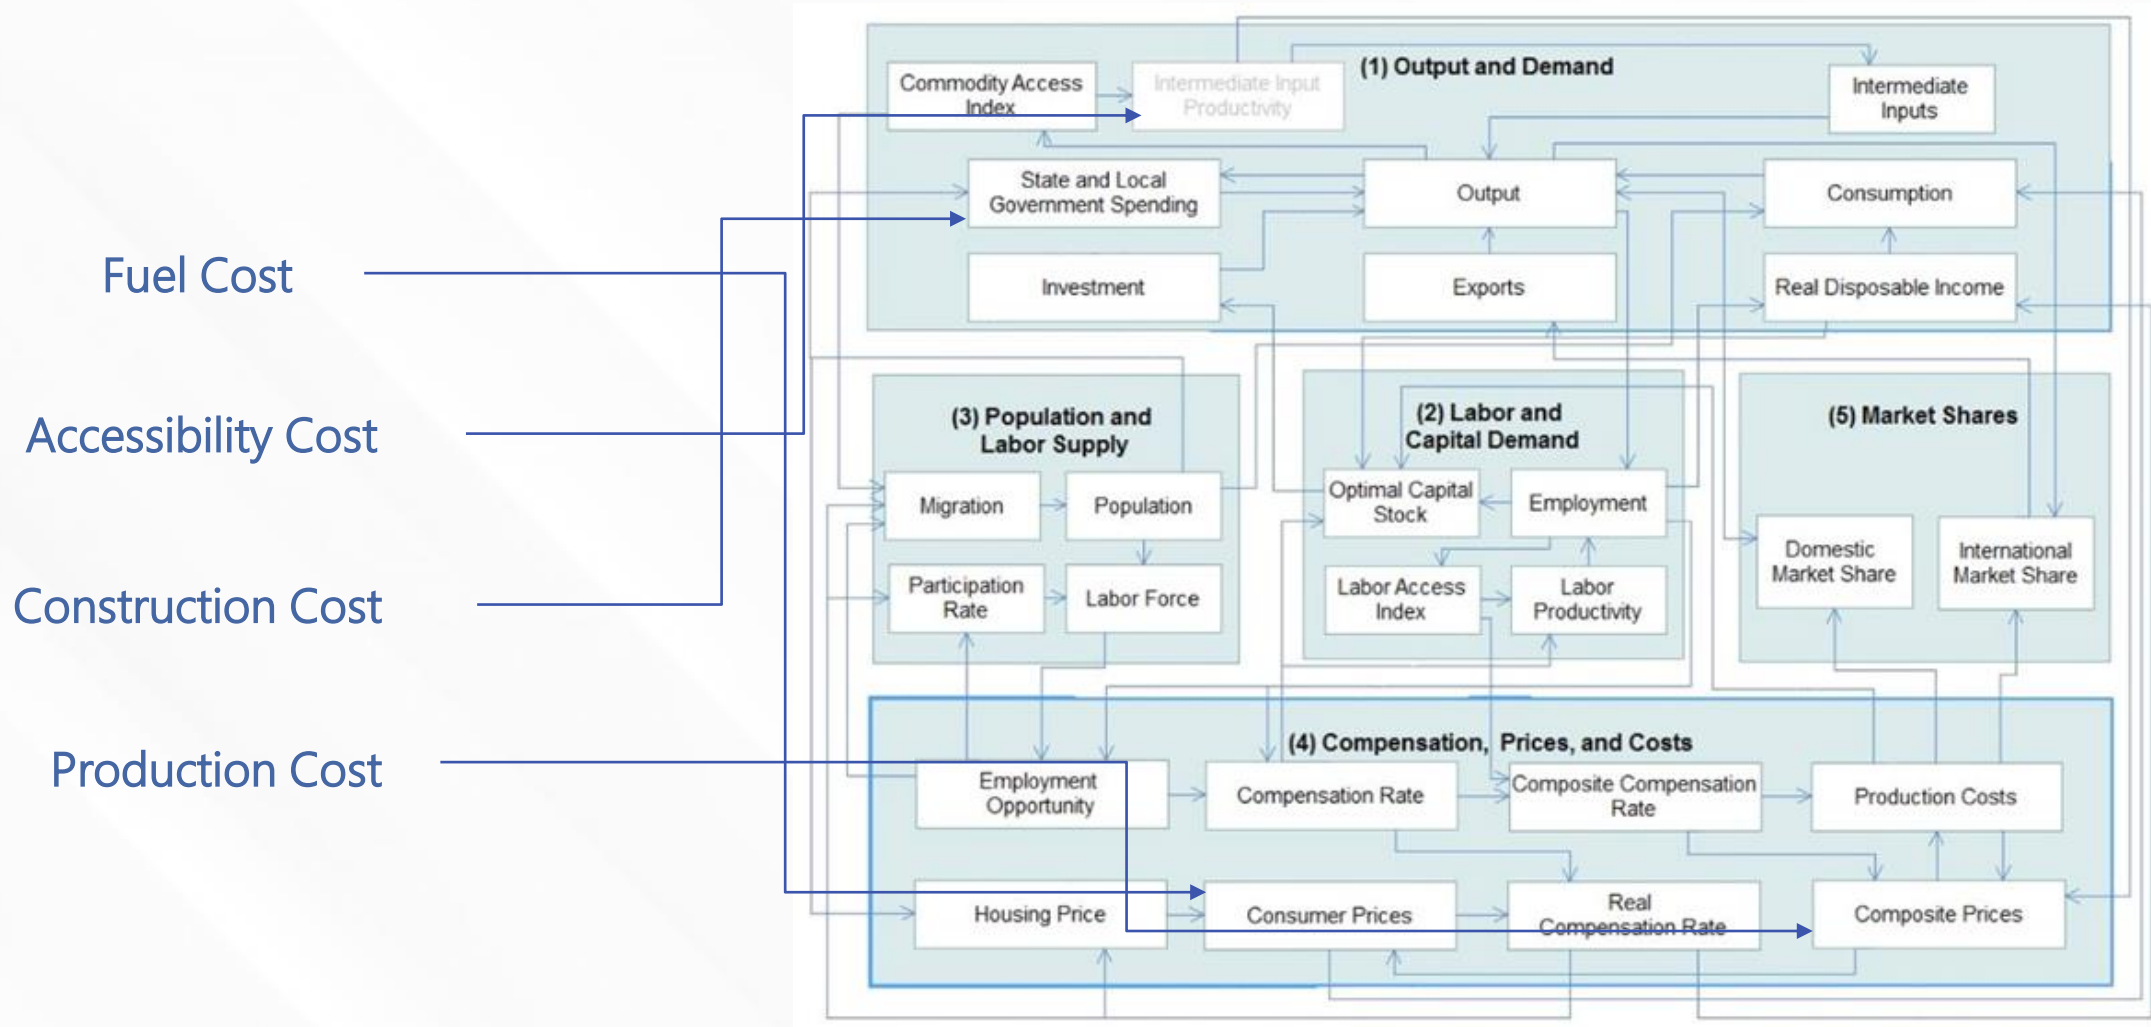 Fuel Cost
Accessibility Cost
Construction Cost
Production Cost
(1) Output and Demand
Commodity Access
Index
Intermediate Input
Productivity
Intermediate
Inputs
State and Local
Government Spending
Output
Consumption
Investment
Exports
Real Disposable Income
(3) Population and
Labor Supply
Migration
Population
Participation
Rate
Labor Force
(2) Labor and
Capital Demand
Optimal Capital
Stock
Employment
Labor Access
Index
Labor
Productivity
(5) Market Shares
Domestic
Market Share
International
Market Share
(4) Compensation, Prices, and Costs
Employment
Opportunity
Compensation Rate
Composite Compensation
Rate
Production Costs
Housing Price
Consumer Prices
Real
Compensation Rate
Composite Prices